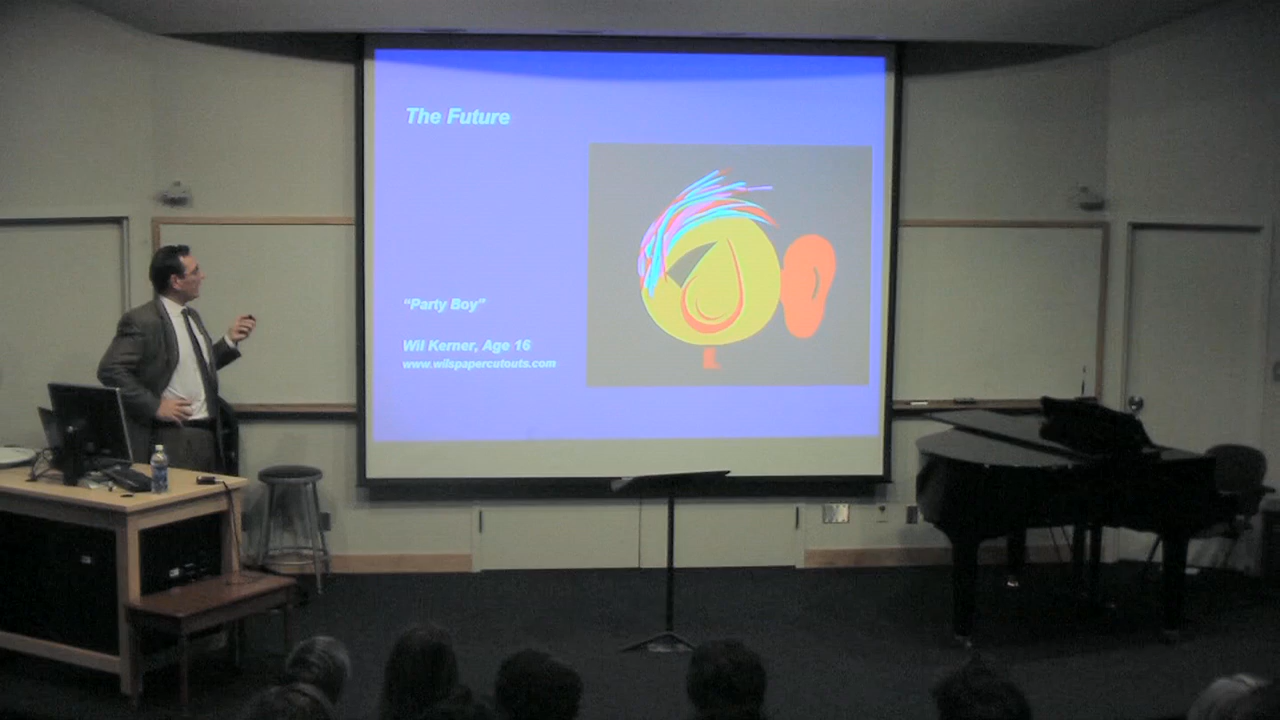 The Future
“Party Boy”
Wil Kerner, Age 16
www.wilspapercutouts.com